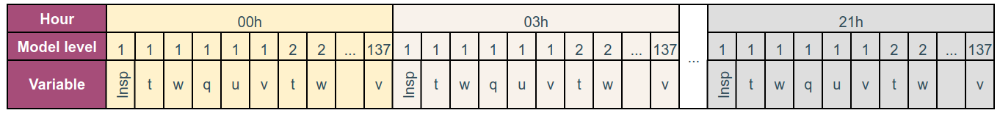 Hour 00h 03h 21h
Model level 1 1 1 1 1 1 2 2 ... 137 1 1 1 1 1 1 2 2 ... 137 ... 1 1 1 1 1 1 2 2 ... 137
Variable lnsp t w q u v t w v lnsp t w q u v t w v lnsp t w q u v t w v